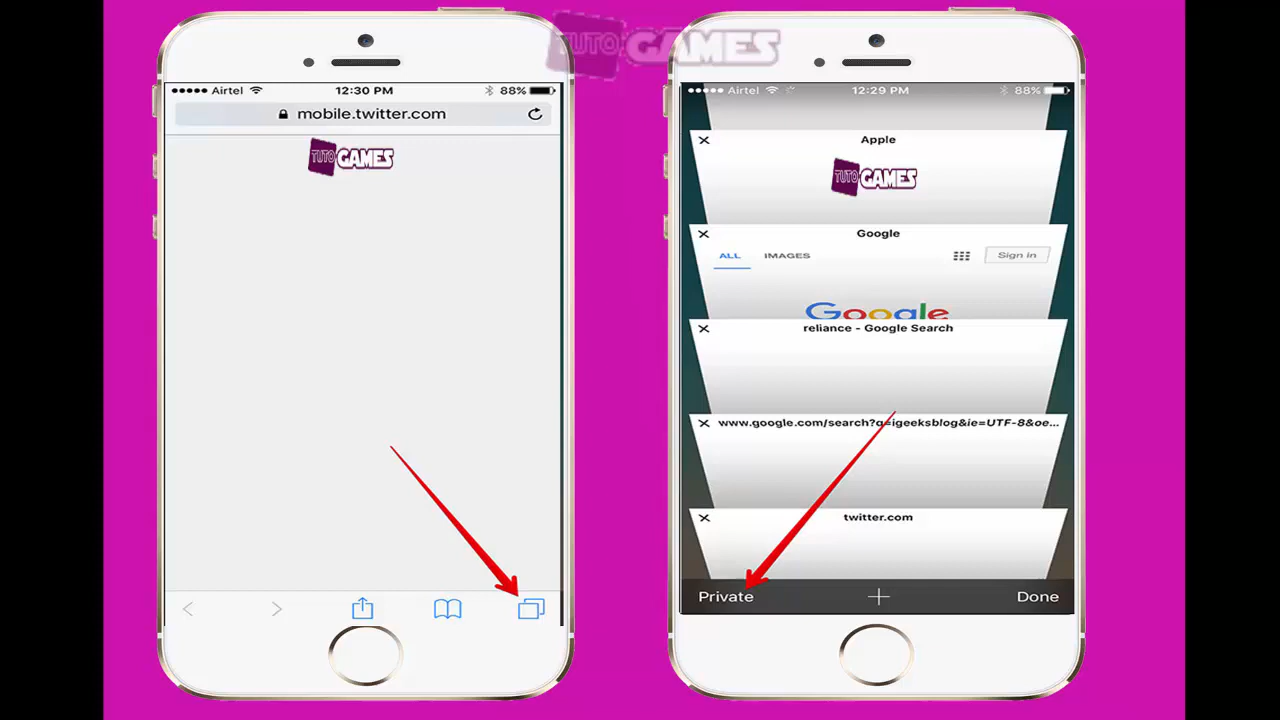 TUTO GAMES
Airtel 12:30 PM 88%
mobile.twitter.com
TUTO GAMES
Airtel 12:29 PM 88%
Apple
TUTO GAMES
Google
ALL IMAGES Sign in
Google
reliance - Google Search
www.google.com/search?q=igeeksblog&ie=UTF-8&oe...
twitter.com
Private Done